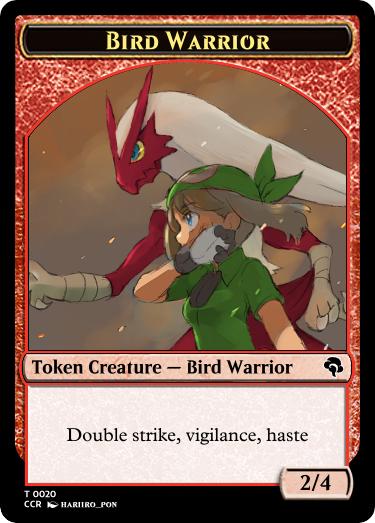 BIRD WARRIOR
Token Creature — Bird Warrior
Double strike, vigilance, haste
2/4
T 0020
CCR HARIIRO_PON